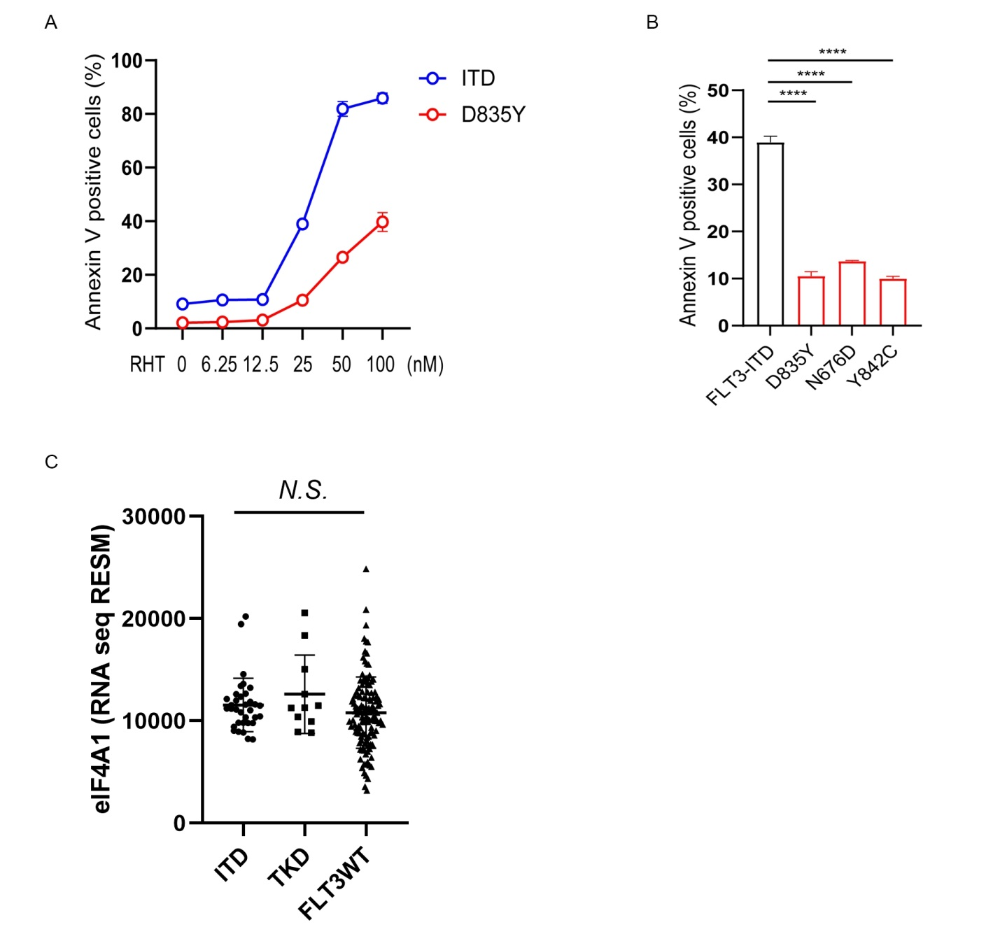 A
Annexin V positive cells (%)
100
80
60
40
20
0
RHT 0 6.25 12.5 25 50 100 (nM)
ITD
D835Y
B
****
****
****
Annexin V positive cells (%)
50
40
30
20
10
0
FLT3-ITD
D835Y
N676D
Y842C
C
N.S.
eIF4A1 (RNA seq RESM)
30000
20000
10000
0
ITD
TKD
FLT3WT